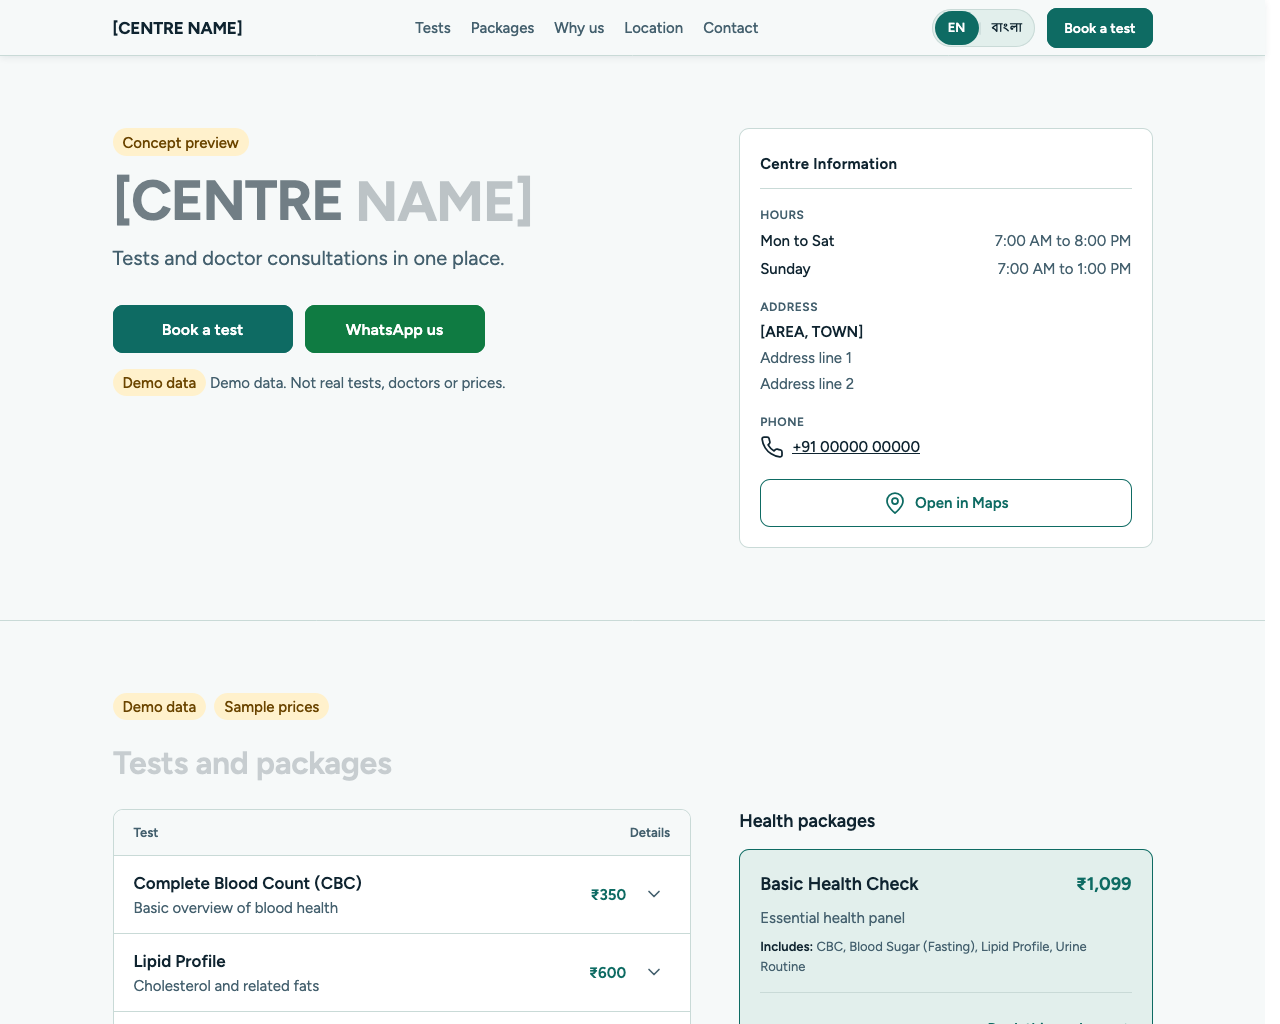 [CENTRE NAME]
Tests Packages Why us Location Contact
EN বাংলা
Book a test
Concept preview
[CENTRE NAME]
Tests and doctor consultations in one place.
Book a test
WhatsApp us
Demo data Demo data. Not real tests, doctors or prices.
Centre Information
HOURS
Mon to Sat 7:00 AM to 8:00 PM
Sunday 7:00 AM to 1:00 PM
ADDRESS
[AREA, TOWN]
Address line 1
Address line 2
PHONE
+91 00000 00000
Open in Maps
Demo data Sample prices
Tests and packages
Test Details
Complete Blood Count (CBC)
Basic overview of blood health
₹350
Lipid Profile
Cholesterol and related fats
₹600
Health packages
Basic Health Check ₹1,099
Essential health panel
Includes: CBC, Blood Sugar (Fasting), Lipid Profile, Urine
Routine